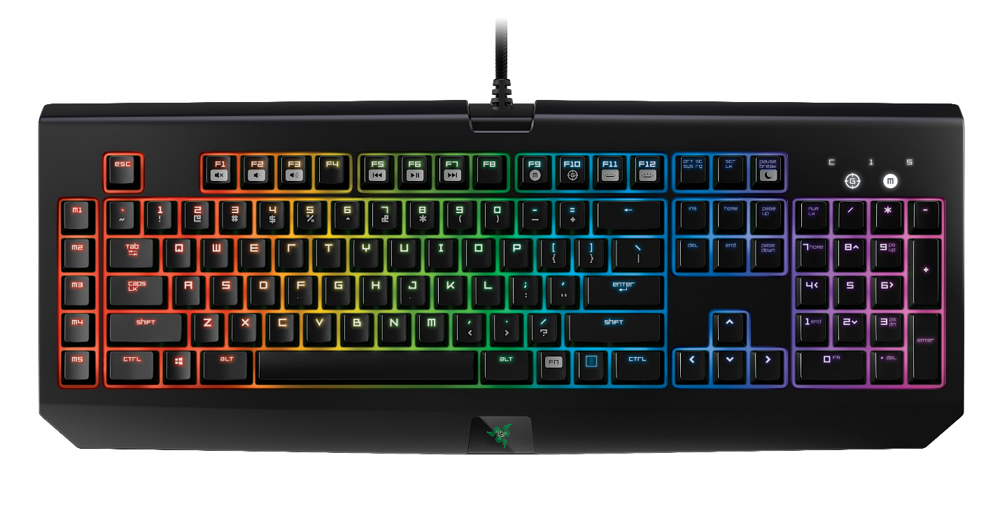 esc F1 F2 F3 F4 F5 F6 F7 F8 F9 F10 F11 F12 prt sc scr pause C 1 S
sys rq LK break
M G G M
M1 ` 1 2 3 4 5 6 7 8 9 0 - = ← ins home page num / * -
~ ! @ # $ % ^ & * ( ) _ + up LK
M2 Tab Q W E R T Y U I O P [ ] \ del end page 7 home 8 9 pg +
{ } | down up
M3 caps A S D F G H J K L ; ' enter 4 5 6
LK : "
M4 shift Z X C V B N M , . / shift 1 end 2 3 pg enter
< > ? dn
M5 CTRL ALT ALT FN CTRL 0 ins . del